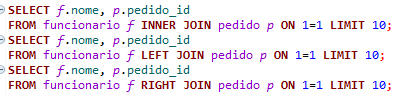 SELECT f.nome, p.pedido_id
FROM funcionario f INNER JOIN pedido p ON 1=1 LIMIT 10;
SELECT f.nome, p.pedido_id
FROM funcionario f LEFT JOIN pedido p ON 1=1 LIMIT 10;
SELECT f.nome, p.pedido_id
FROM funcionario f RIGHT JOIN pedido p ON 1=1 LIMIT 10;